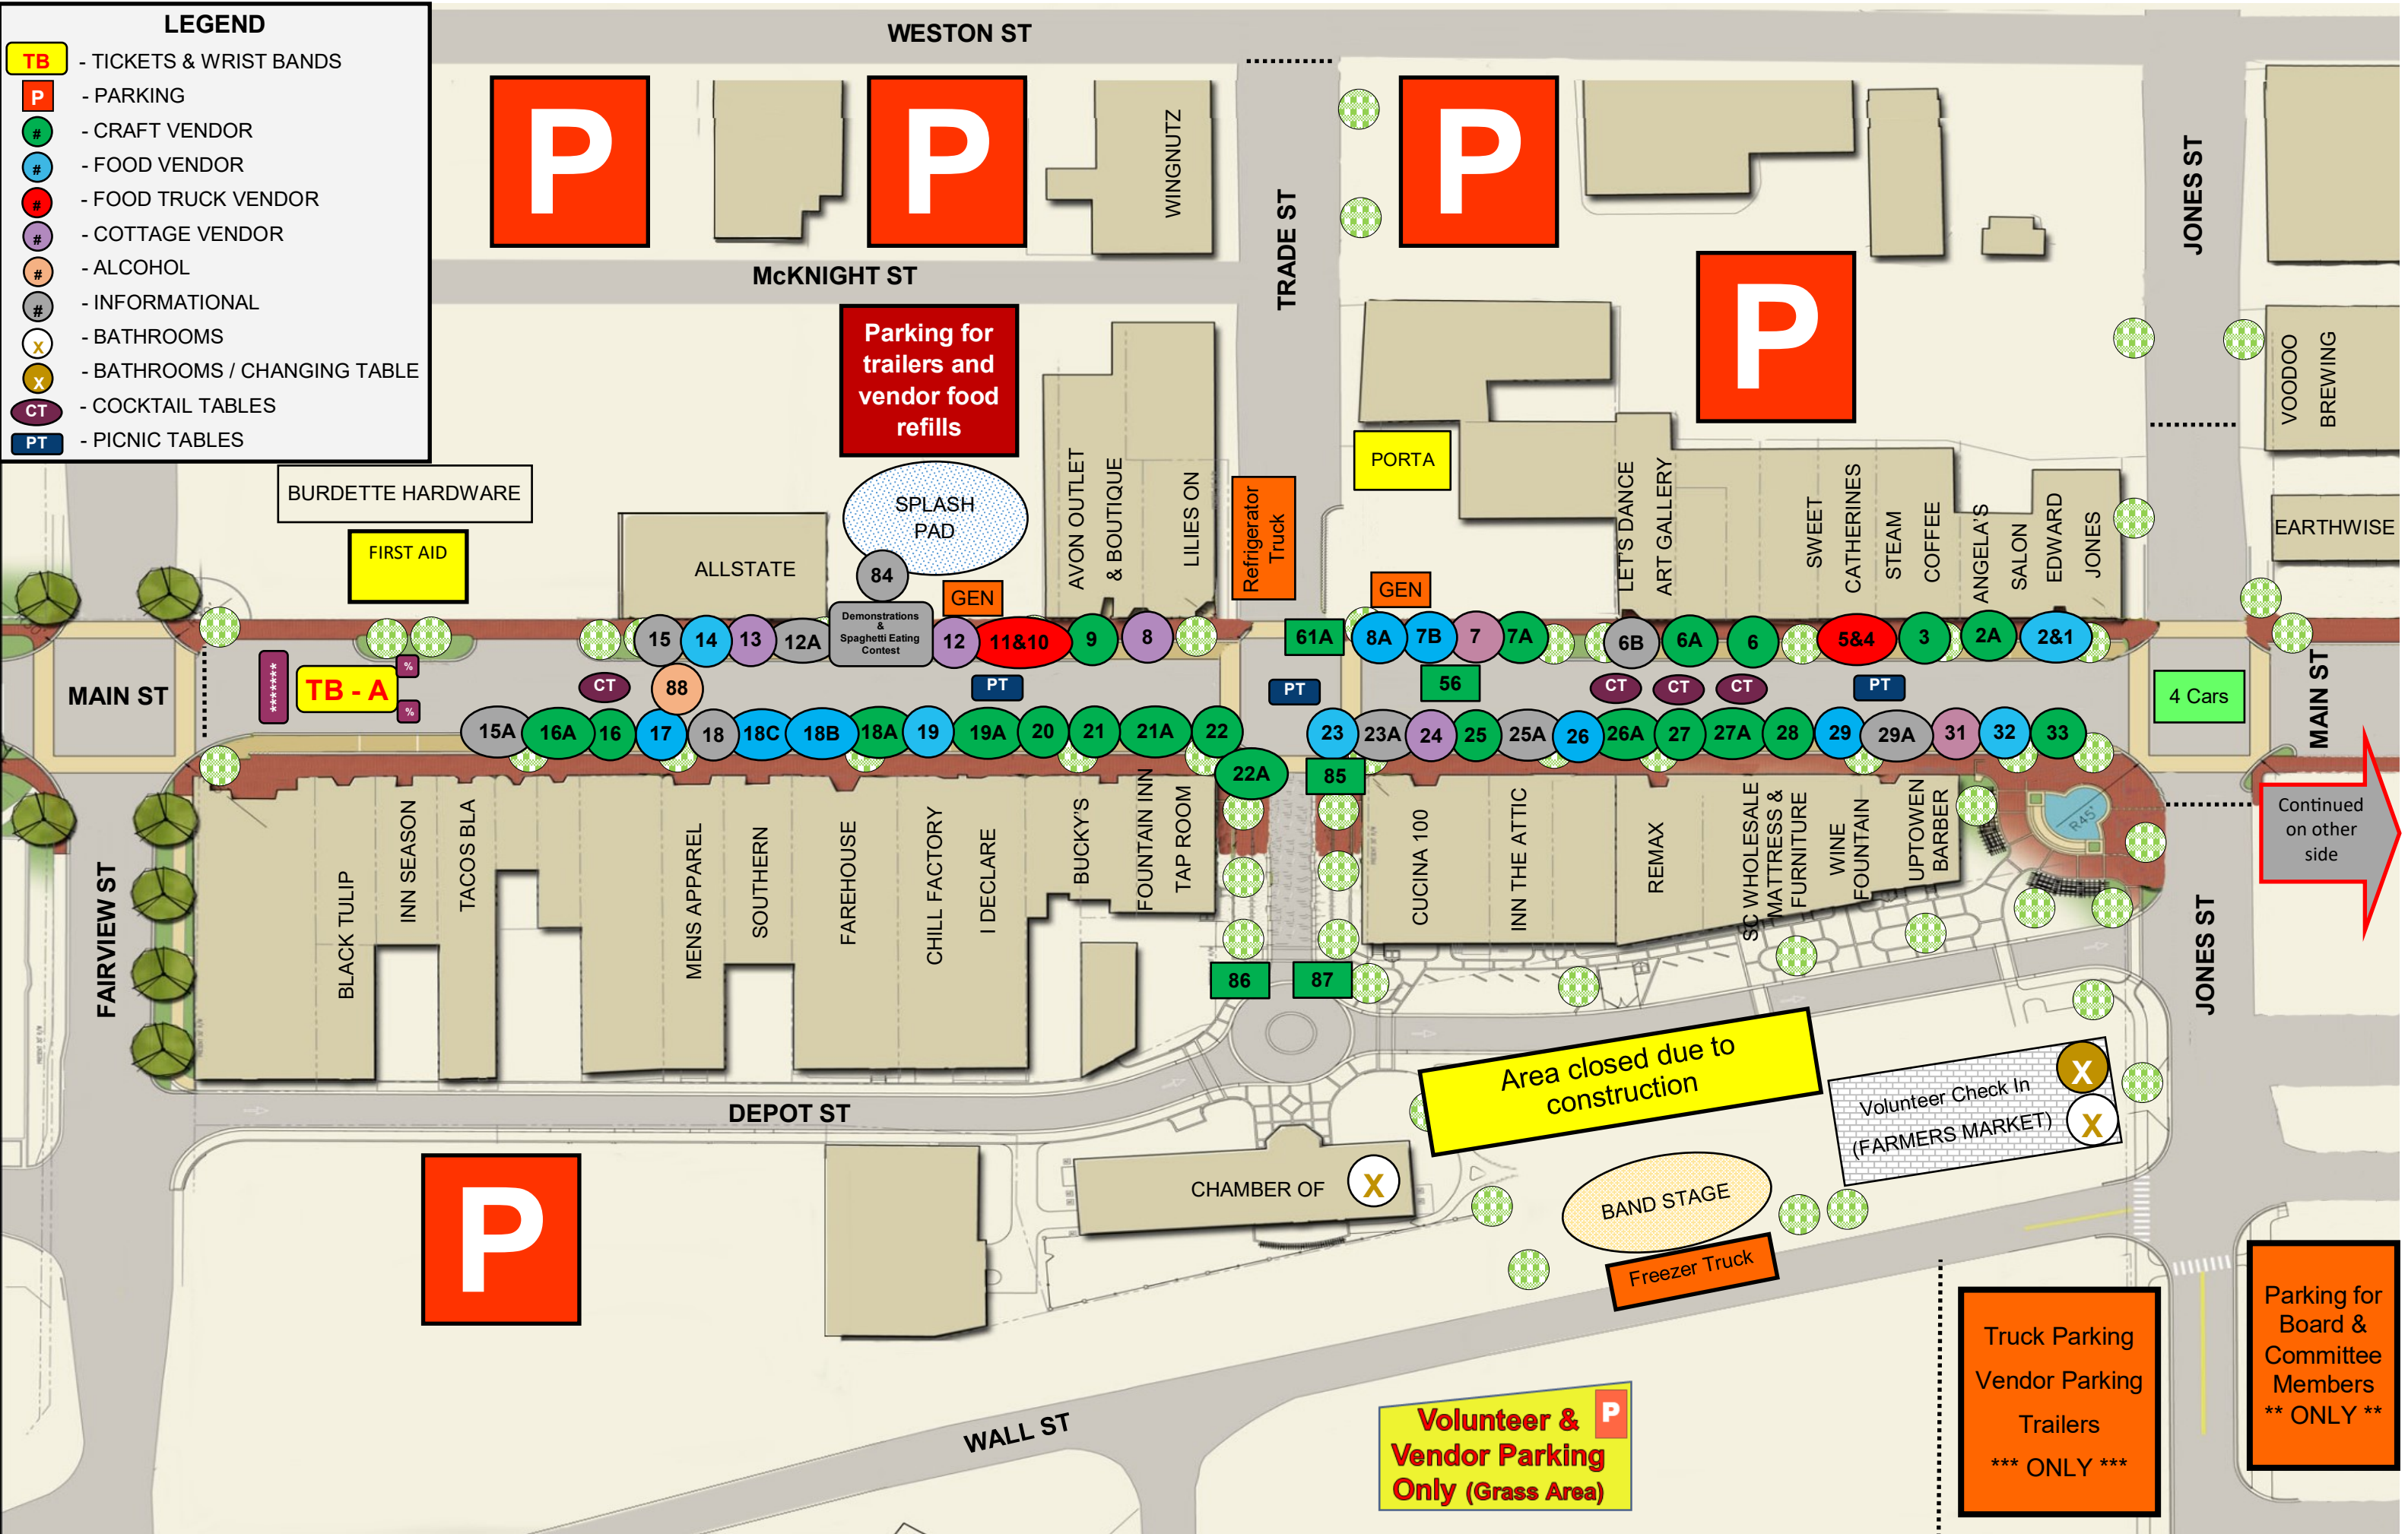 LEGEND
TB - TICKETS & WRIST BANDS
P - PARKING
# - CRAFT VENDOR
# - FOOD VENDOR
# - FOOD TRUCK VENDOR
# - COTTAGE VENDOR
# - ALCOHOL
# - INFORMATIONAL
X - BATHROOMS
X - BATHROOMS / CHANGING TABLE
CT - COCKTAIL TABLES
PT - PICNIC TABLES
WESTON ST
P
P
P
P
WINGNUTZ
TRADE ST
JONES ST
McKNIGHT ST
Parking for
trailers and
vendor food
refills
VOODOO
BREWING
BURDETTE HARDWARE
FIRST AID
ALLSTATE
SPLASH
PAD
AVON OUTLET
& BOUTIQUE
LILIES ON
Refrigerator
Truck
PORTA
LET'S DANCE
ART GALLERY
SWEET
CATHERINES
STEAM
COFFEE
ANGELA'S
SALON
EDWARD
JONES
EARTHWISE
84
GEN
GEN
15
14
13
12A
Demonstrations
&
Spaghetti Eating
Contest
12
11&10
9
8
61A
8A
7B
7
7A
6B
6A
6
5&4
3
2A
2&1
MAIN ST
********
TB - A
%
%
CT
88
PT
PT
56
CT
CT
CT
PT
4 Cars
MAIN ST
15A
16A
16
17
18
18C
18B
18A
19
19A
20
21
21A
22
22A
23
23A
24
25
25A
26
26A
27
27A
28
29
29A
31
32
33
85
R45'
Continued
on other
side
FAIRVIEW ST
BLACK TULIP
INN SEASON
TACOS BLA
MENS APPAREL
SOUTHERN
FAREHOUSE
CHILL FACTORY
I DECLARE
BUCKY'S
FOUNTAIN INN
TAP ROOM
CUCINA 100
INN THE ATTIC
REMAX
SC WHOLESALE
MATTRESS &
FURNITURE
WINE
FOUNTAIN
UPTOWN
BARBER
JONES ST
86
87
Area closed due to
construction
Volunteer Check In
(FARMERS MARKET)
X
X
DEPOT ST
P
CHAMBER OF
X
BAND STAGE
Freezer Truck
WALL ST
Volunteer &
Vendor Parking
Only (Grass Area)
P
Truck Parking
Vendor Parking
Trailers
*** ONLY ***
Parking for
Board &
Committee
Members
** ONLY **